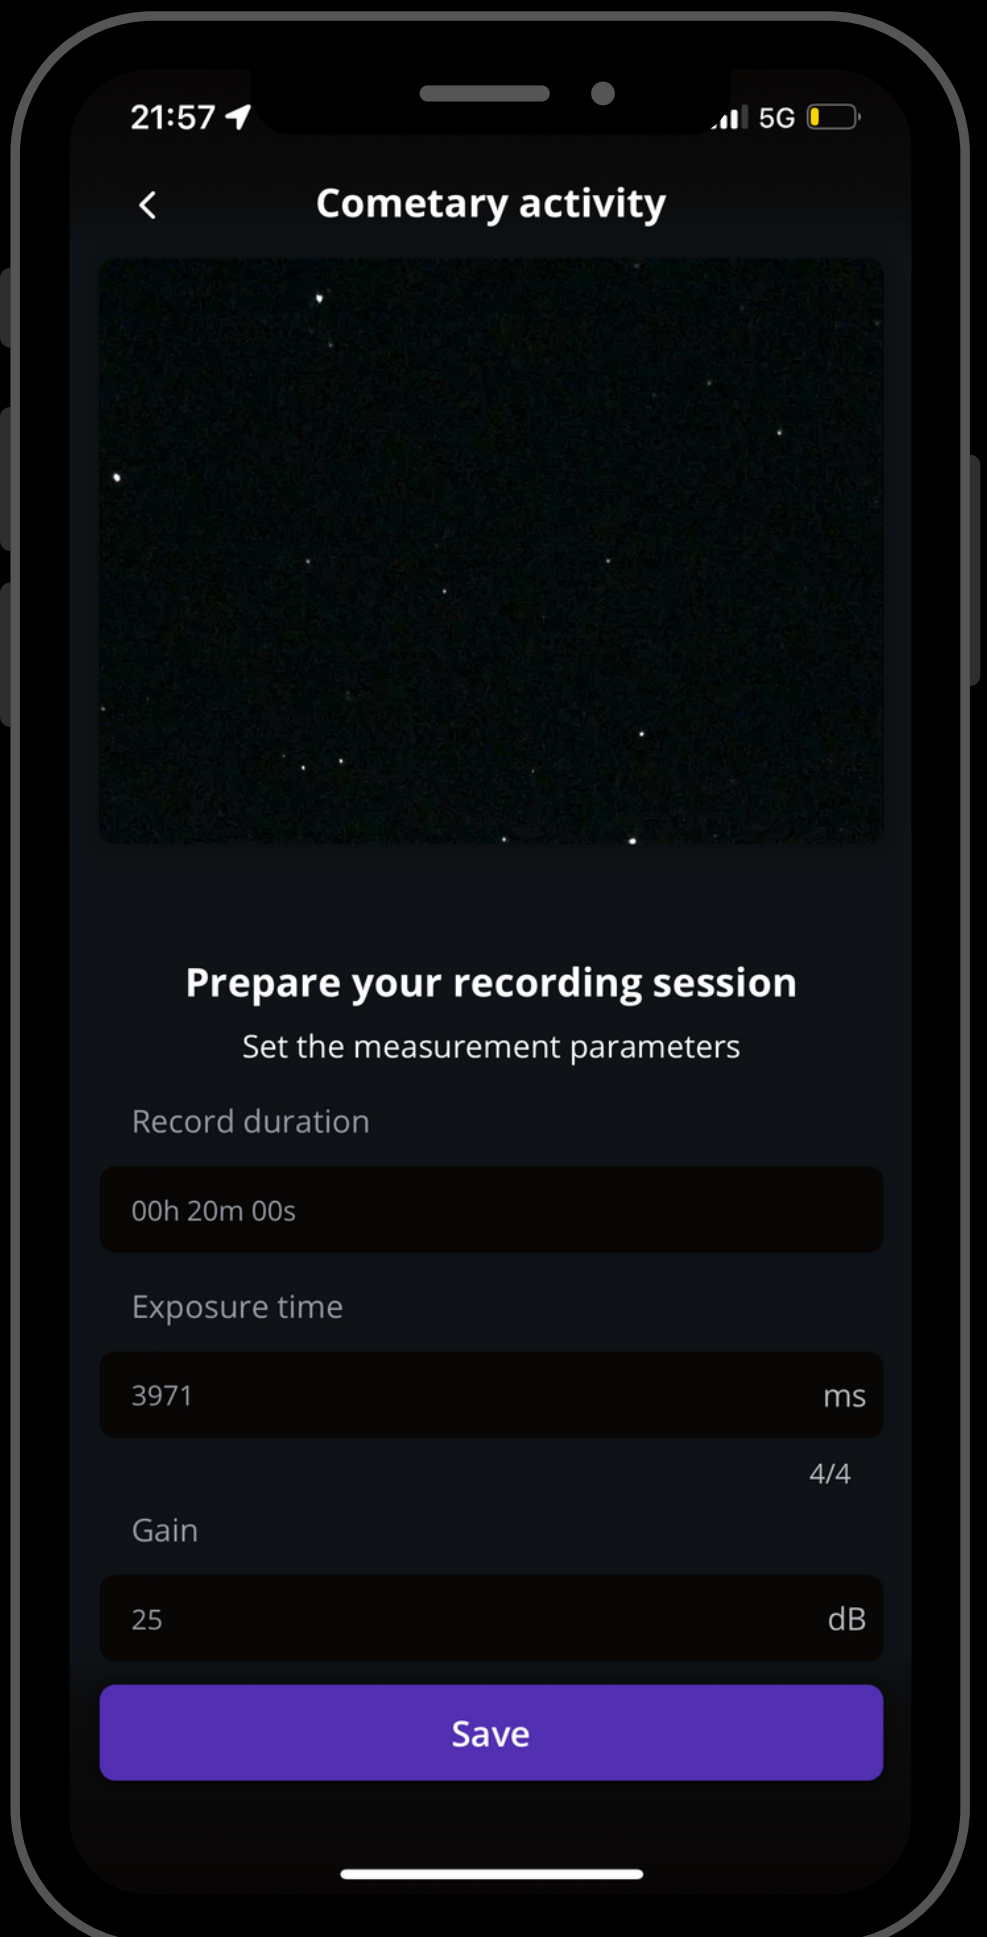 21:57
5G
Cometary activity
Prepare your recording session
Set the measurement parameters
Record duration
00h 20m 00s
Exposure time
3971 ms
4/4
Gain
25 dB
Save